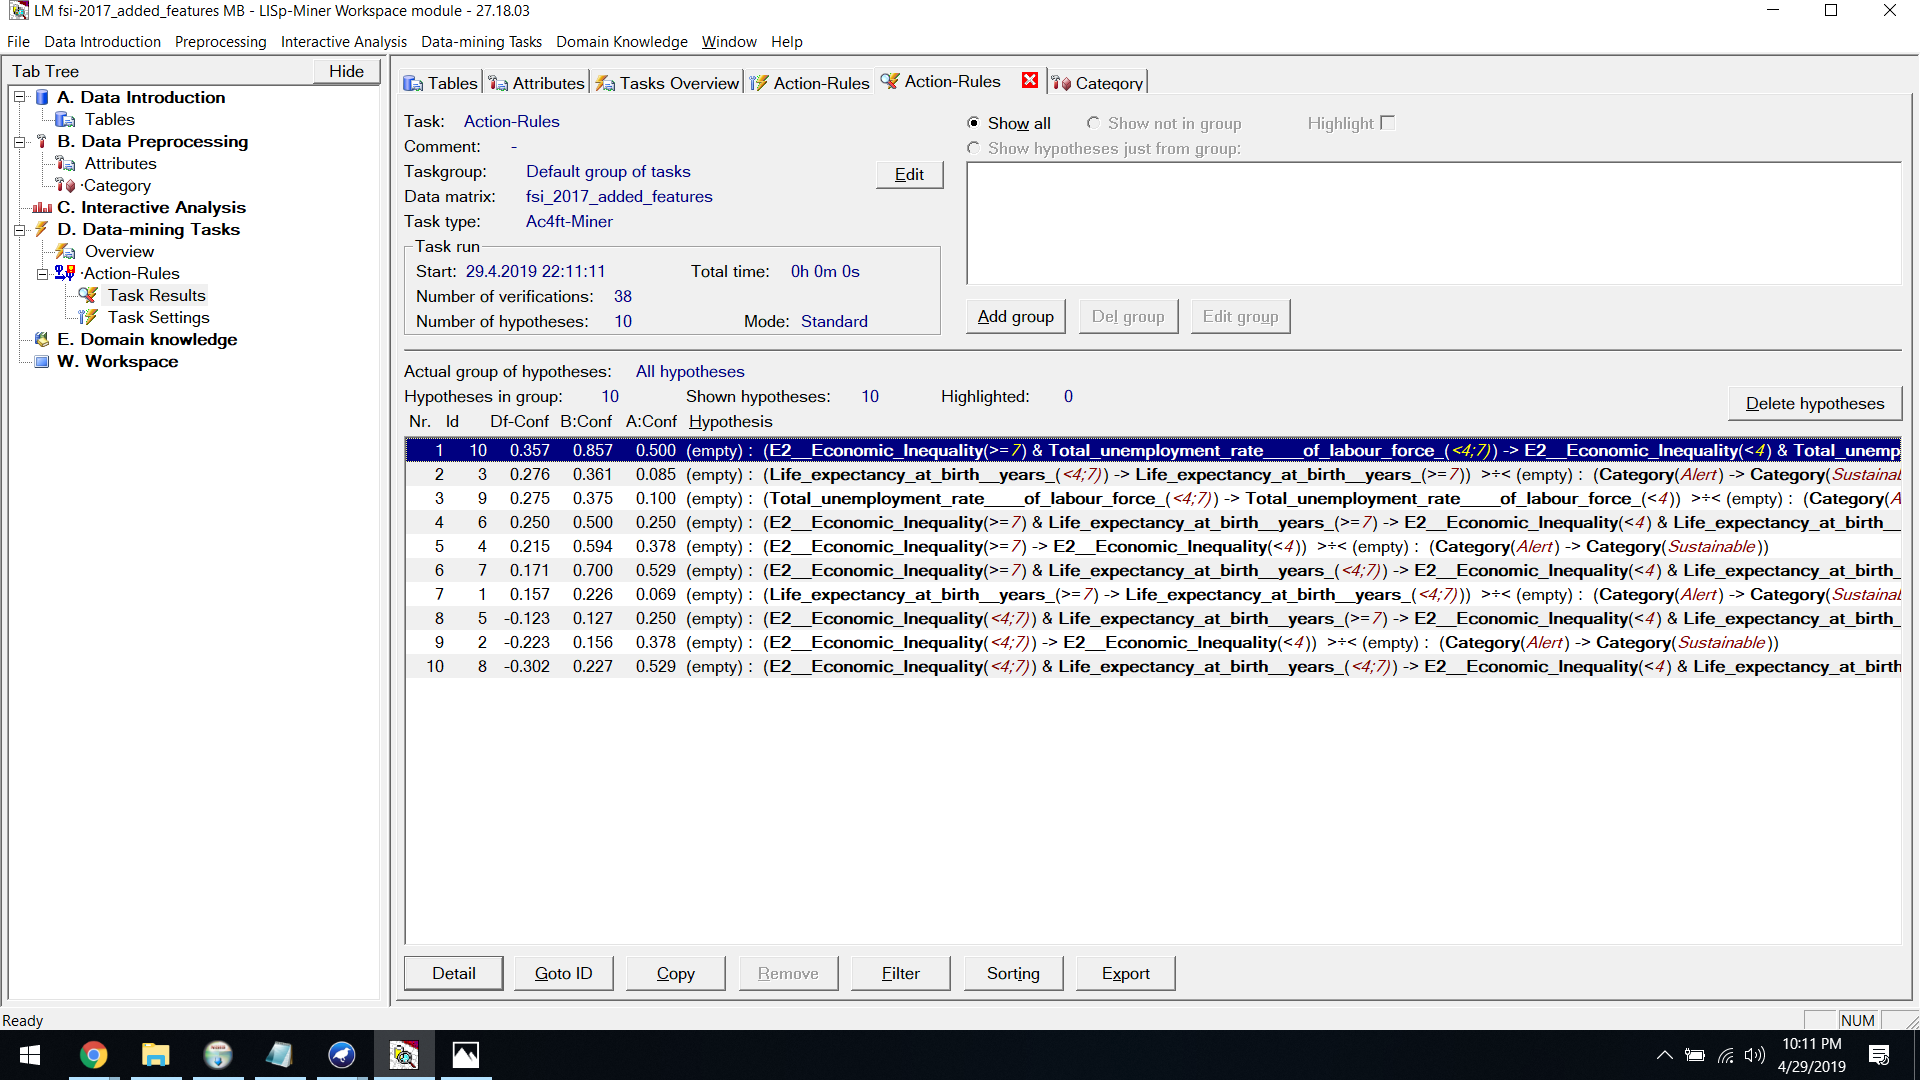 LM fsi-2017_added_features MB - LISp-Miner Workspace module - 27.18.03
File Data Introduction Preprocessing Interactive Analysis Data-mining Tasks Domain Knowledge Window Help
Tab Tree Hide
A. Data Introduction
Tables
B. Data Preprocessing
Attributes
·Category
C. Interactive Analysis
D. Data-mining Tasks
Overview
·Action-Rules
Task Results
Task Settings
E. Domain knowledge
W. Workspace
Tables Attributes Tasks Overview Action-Rules Action-Rules Category
Task: Action-Rules
Comment: -
Taskgroup: Default group of tasks
Data matrix: fsi_2017_added_features
Task type: Ac4ft-Miner
Edit
Task run
Start: 29.4.2019 22:11:11 Total time: 0h 0m 0s
Number of verifications: 38
Number of hypotheses: 10 Mode: Standard
Show all Show not in group Highlight
Show hypotheses just from group:
Add group Del group Edit group
Actual group of hypotheses: All hypotheses
Hypotheses in group: 10 Shown hypotheses: 10 Highlighted: 0
Delete hypotheses
Nr. Id Df-Conf B:Conf A:Conf Hypothesis
1 10 0.357 0.857 0.500 (empty) : (E2__Economic_Inequality(>=7) & Total_unemployment_rate____of_labour_force_(<4;7)) -> E2__Economic_Inequality(<4) & Total_unemp
2 3 0.276 0.361 0.085 (empty) : (Life_expectancy_at_birth__years_(<4;7)) -> Life_expectancy_at_birth__years_(>=7)) >÷< (empty) : (Category(Alert) -> Category(Sustainal
3 9 0.275 0.375 0.100 (empty) : (Total_unemployment_rate____of_labour_force_(<4;7)) -> Total_unemployment_rate____of_labour_force_(<4)) >÷< (empty) : (Category(A
4 6 0.250 0.500 0.250 (empty) : (E2__Economic_Inequality(>=7) & Life_expectancy_at_birth__years_(>=7) -> E2__Economic_Inequality(<4) & Life_expectancy_at_birth__
5 4 0.215 0.594 0.378 (empty) : (E2__Economic_Inequality(>=7) -> E2__Economic_Inequality(<4)) >÷< (empty) : (Category(Alert) -> Category(Sustainable))
6 7 0.171 0.700 0.529 (empty) : (E2__Economic_Inequality(>=7) & Life_expectancy_at_birth__years_(<4;7)) -> E2__Economic_Inequality(<4) & Life_expectancy_at_birth_
7 1 0.157 0.226 0.069 (empty) : (Life_expectancy_at_birth__years_(>=7) -> Life_expectancy_at_birth__years_(<4;7))) >÷< (empty) : (Category(Alert) -> Category(Sustainal
8 5 -0.123 0.127 0.250 (empty) : (E2__Economic_Inequality(<4;7)) & Life_expectancy_at_birth__years_(>=7) -> E2__Economic_Inequality(<4) & Life_expectancy_at_birth__
9 2 -0.223 0.156 0.378 (empty) : (E2__Economic_Inequality(<4;7)) -> E2__Economic_Inequality(<4)) >÷< (empty) : (Category(Alert) -> Category(Sustainable))
10 8 -0.302 0.227 0.529 (empty) : (E2__Economic_Inequality(<4;7)) & Life_expectancy_at_birth__years_(<4;7)) -> E2__Economic_Inequality(<4) & Life_expectancy_at_birth
Detail Goto ID Copy Remove Filter Sorting Export
Ready NUM
10:11 PM
4/29/2019